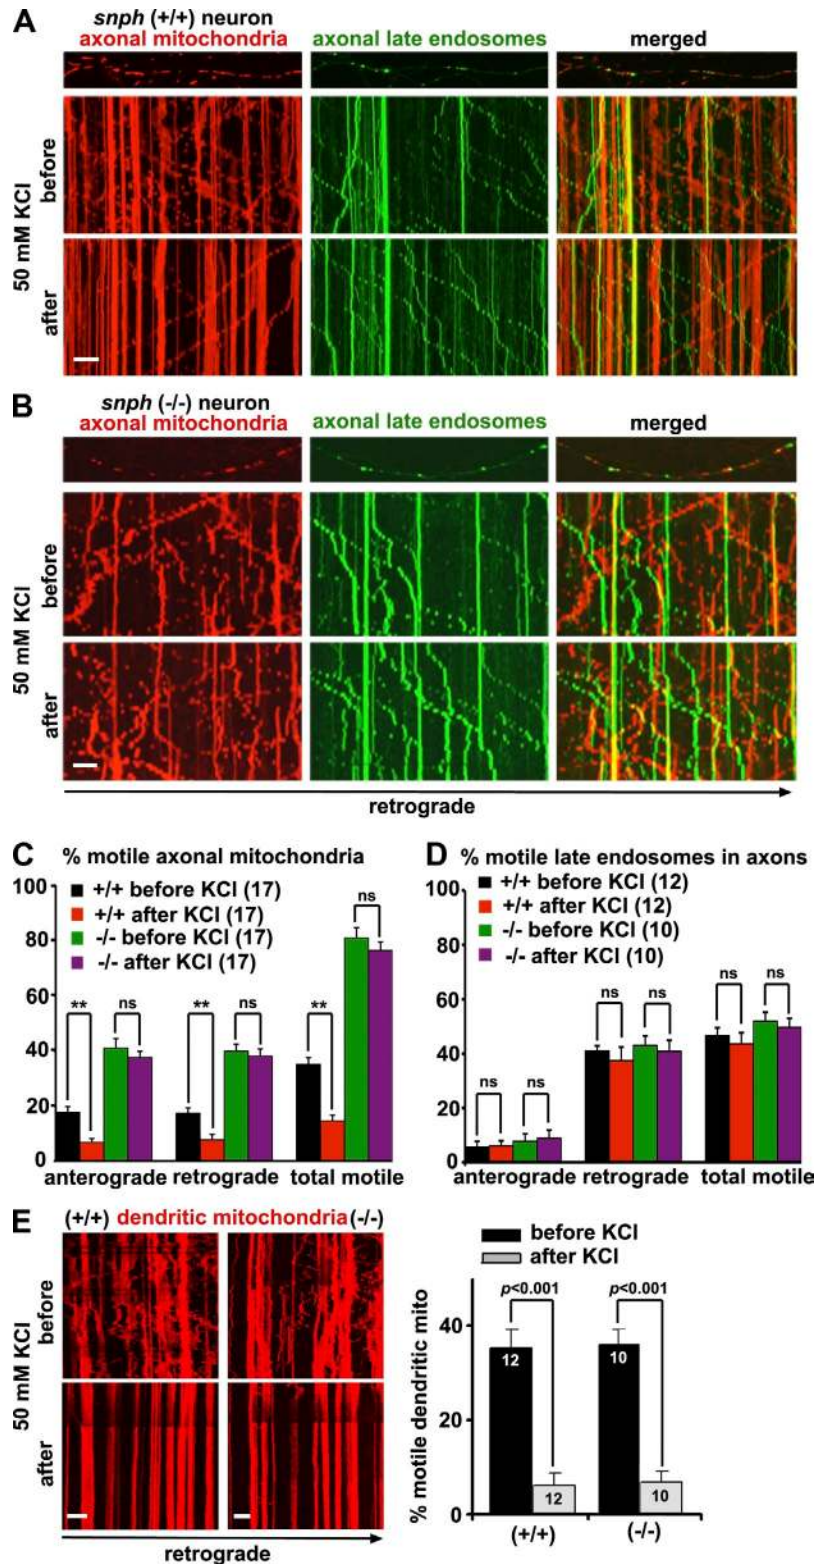 A
snph (+/+) neuron
axonal mitochondria axonal late endosomes merged
50 mM KCl
before
after
B
snph (-/-) neuron
axonal mitochondria axonal late endosomes merged
50 mM KCl
before
after
retrograde
C % motile axonal mitochondria
100
80
60
40
20
0
+/+ before KCl (17)
+/+ after KCl (17)
-/- before KCl (17)
-/- after KCl (17)
** ns ** ns ** ns
anterograde retrograde total motile
D % motile late endosomes in axons
100
80
60
40
20
0
+/+ before KCl (12)
+/+ after KCl (12)
-/- before KCl (10)
-/- after KCl (10)
ns ns ns ns ns ns
anterograde retrograde total motile
E (+/+) dendritic mitochondria (-/-)
50 mM KCl
before
after
retrograde
before KCl
after KCl
% motile dendritic mito
40
20
0
p<0.001 p<0.001
12 12 10 10
(+/+) (-/-)